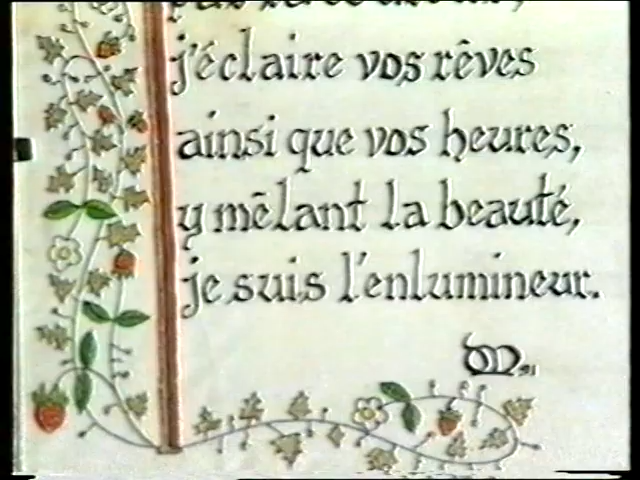 j'éclaire vos rêves
ainsi que vos heures,
y mêlant la beauté,
je suis l'enlumineur.